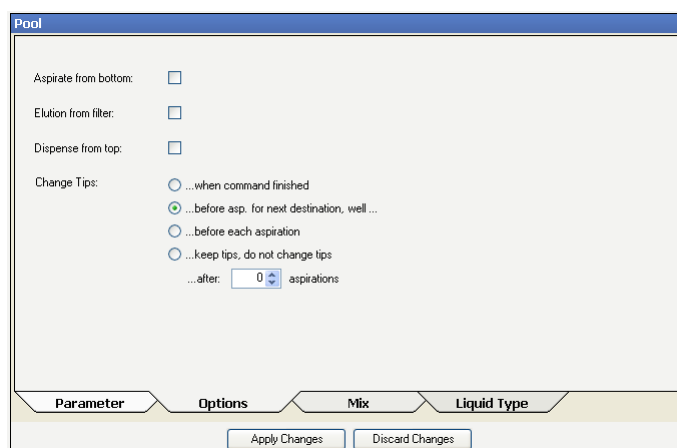 Pool
Aspirate from bottom:
Elution from filter:
Dispense from top:
Change Tips:
...when command finished
...before asp. for next destination, well ...
...before each aspiration
...keep tips, do not change tips
...after: 0 aspirations
Parameter Options Mix Liquid Type
Apply Changes Discard Changes